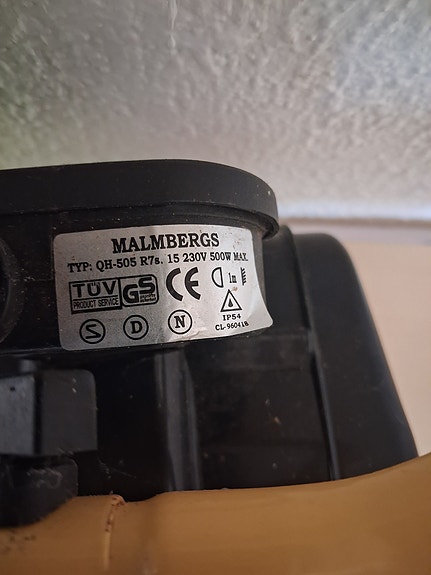 MALMBERGS
TYP: QH-505 R7s. 15 230V 500W MAX.
TÜV GS CE 1m
PRODUCT SERVICE
S D N
IP54
CL-96041B